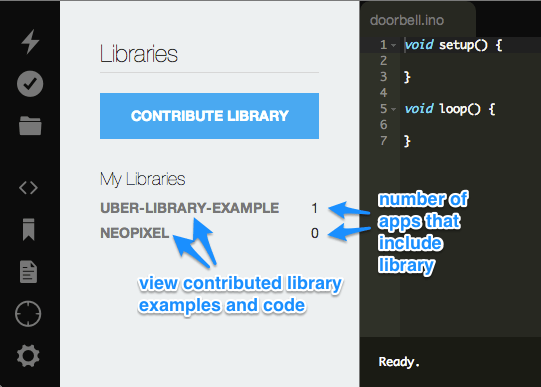 Libraries
CONTRIBUTE LIBRARY
My Libraries
UBER-LIBRARY-EXAMPLE 1
NEOPIXEL 0
view contributed library
examples and code
number of
apps that
include
library
doorbell.ino
1 void setup() {
2
3 }
4
5 void loop() {
6
7 }
Ready.